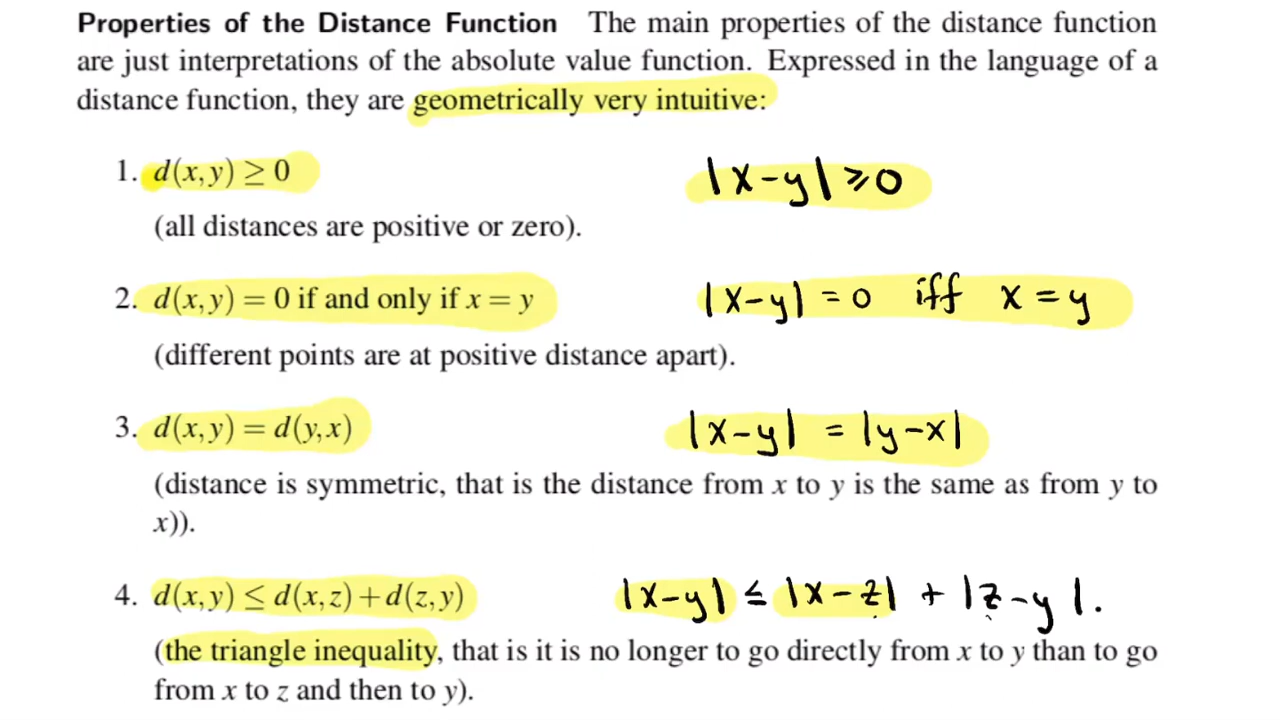 Properties of the Distance Function The main properties of the distance function
are just interpretations of the absolute value function. Expressed in the language of a
distance function, they are geometrically very intuitive:
1. d(x,y) ≥ 0 |x-y| ≥ 0
(all distances are positive or zero).
2. d(x,y) = 0 if and only if x = y |x-y| = 0 iff x = y
(different points are at positive distance apart).
3. d(x,y) = d(y,x) |x-y| = |y-x|
(distance is symmetric, that is the distance from x to y is the same as from y to
x)).
4. d(x,y) ≤ d(x,z)+d(z,y) |x-y| ≤ |x-z| + |z-y|.
(the triangle inequality, that is it is no longer to go directly from x to y than to go
from x to z and then to y).